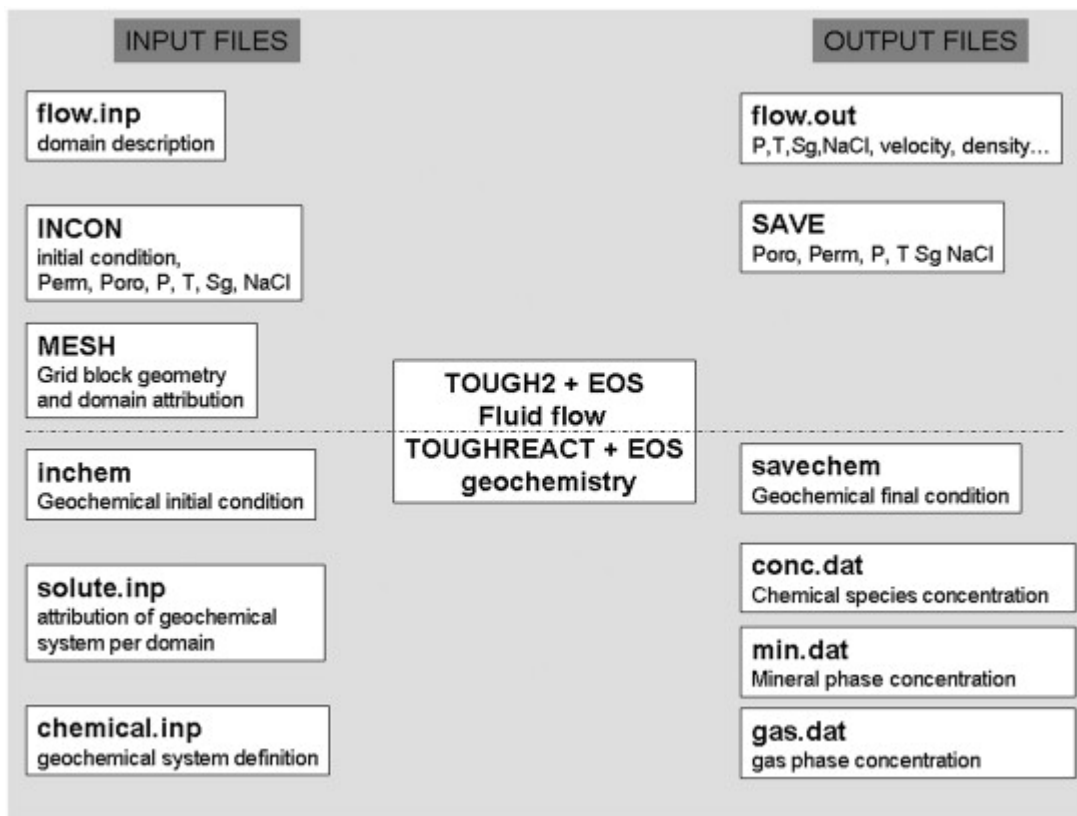 INPUT FILES
flow.inp
domain description
INCON
initial condition,
Perm, Poro, P, T, Sg, NaCl
MESH
Grid block geometry
and domain attribution
inchem
Geochemical initial condition
solute.inp
attribution of geochemical
system per domain
chemical.inp
geochemical system definition
TOUGH2 + EOS
Fluid flow
TOUGHREACT + EOS
geochemistry
OUTPUT FILES
flow.out
P,T,Sg,NaCl, velocity, density...
SAVE
Poro, Perm, P, T Sg NaCl
savechem
Geochemical final condition
conc.dat
Chemical species concentration
min.dat
Mineral phase concentration
gas.dat
gas phase concentration